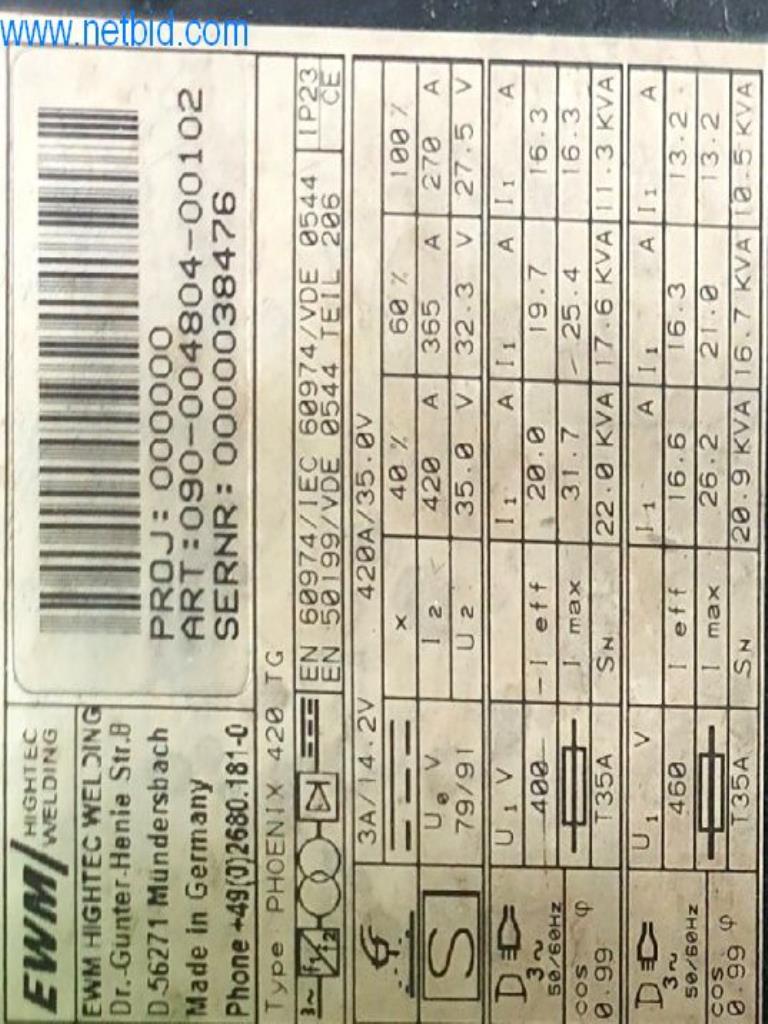 www.netbid.com
EWM HIGHTEC WELDING
EWM HIGHTEC WELDING
Dr.-Günter-Henle Str.8
D.56271 Mündersbach
Made in Germany
Phone +49(0)2680.181-0
PROJ: 000000
ART:090-004804-00102
SERNR: 0000038476
Type: PHOENIX 420 TG
3~ f1 f2 EN 60974/IEC 60974/VDE 0544 IP23
EN 50199/VDE 0544 TEIL 206 CE
3A/14.2V 420A/35.0V
x 40 % 60 % 100 %
S U0 V I2 420 A 365 A 270 A
79/91 U2 35.0 V 32.3 V 27.5 V
U1 V I1 A I1 A I1 A
3~ 50/60Hz 400 I eff 20.0 19.7 16.3
I max 31.7 25.4 16.3
cos φ 0.99 T35A SN 22.0 KVA 17.6 KVA 11.3 KVA
U1 V I1 A I1 A I1 A
3~ 50/60Hz 460 I eff 16.6 16.3 13.2
I max 26.2 21.0 13.2
cos φ 0.99 T35A SN 20.9 KVA 16.7 KVA 10.5 KVA